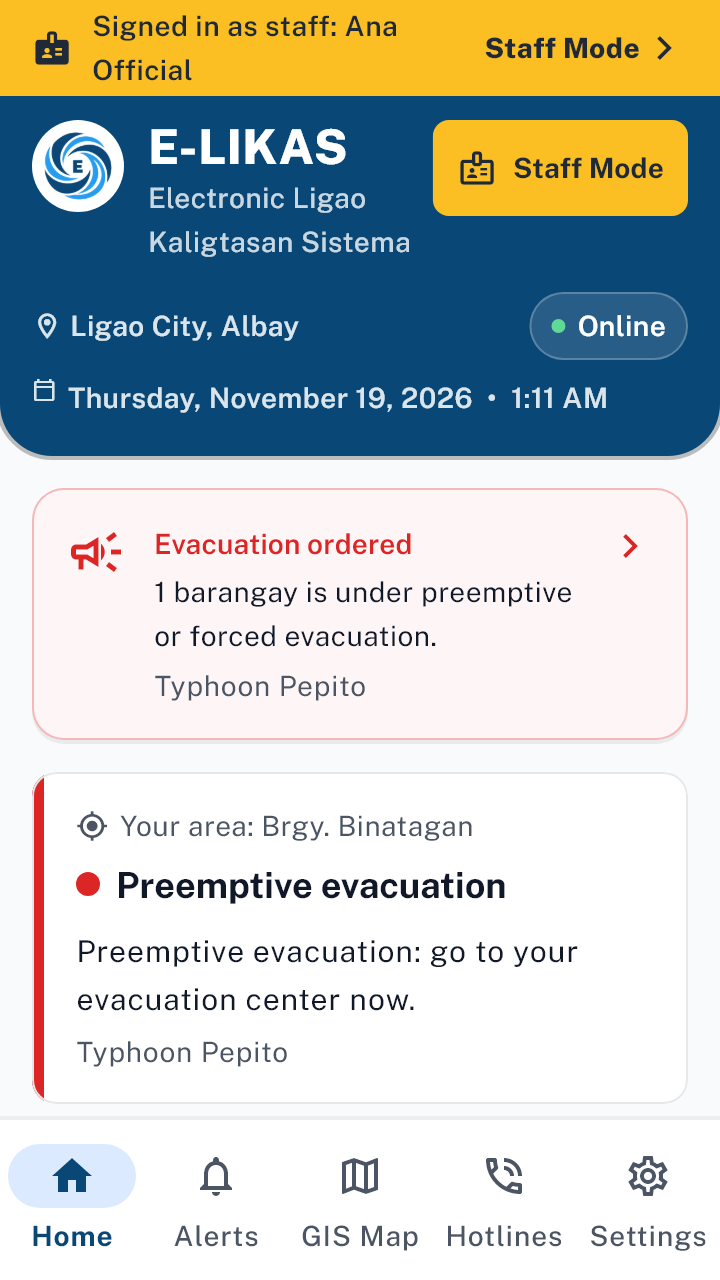 Signed in as staff: Ana
Official
Staff Mode
E
E-LIKAS
Electronic Ligao
Kaligtasan Sistema
Staff Mode
Ligao City, Albay
Online
Thursday, November 19, 2026 • 1:11 AM
Evacuation ordered
1 barangay is under preemptive
or forced evacuation.
Typhoon Pepito
Your area: Brgy. Binatagan
Preemptive evacuation
Preemptive evacuation: go to your
evacuation center now.
Typhoon Pepito
Home
Alerts
GIS Map
Hotlines
Settings